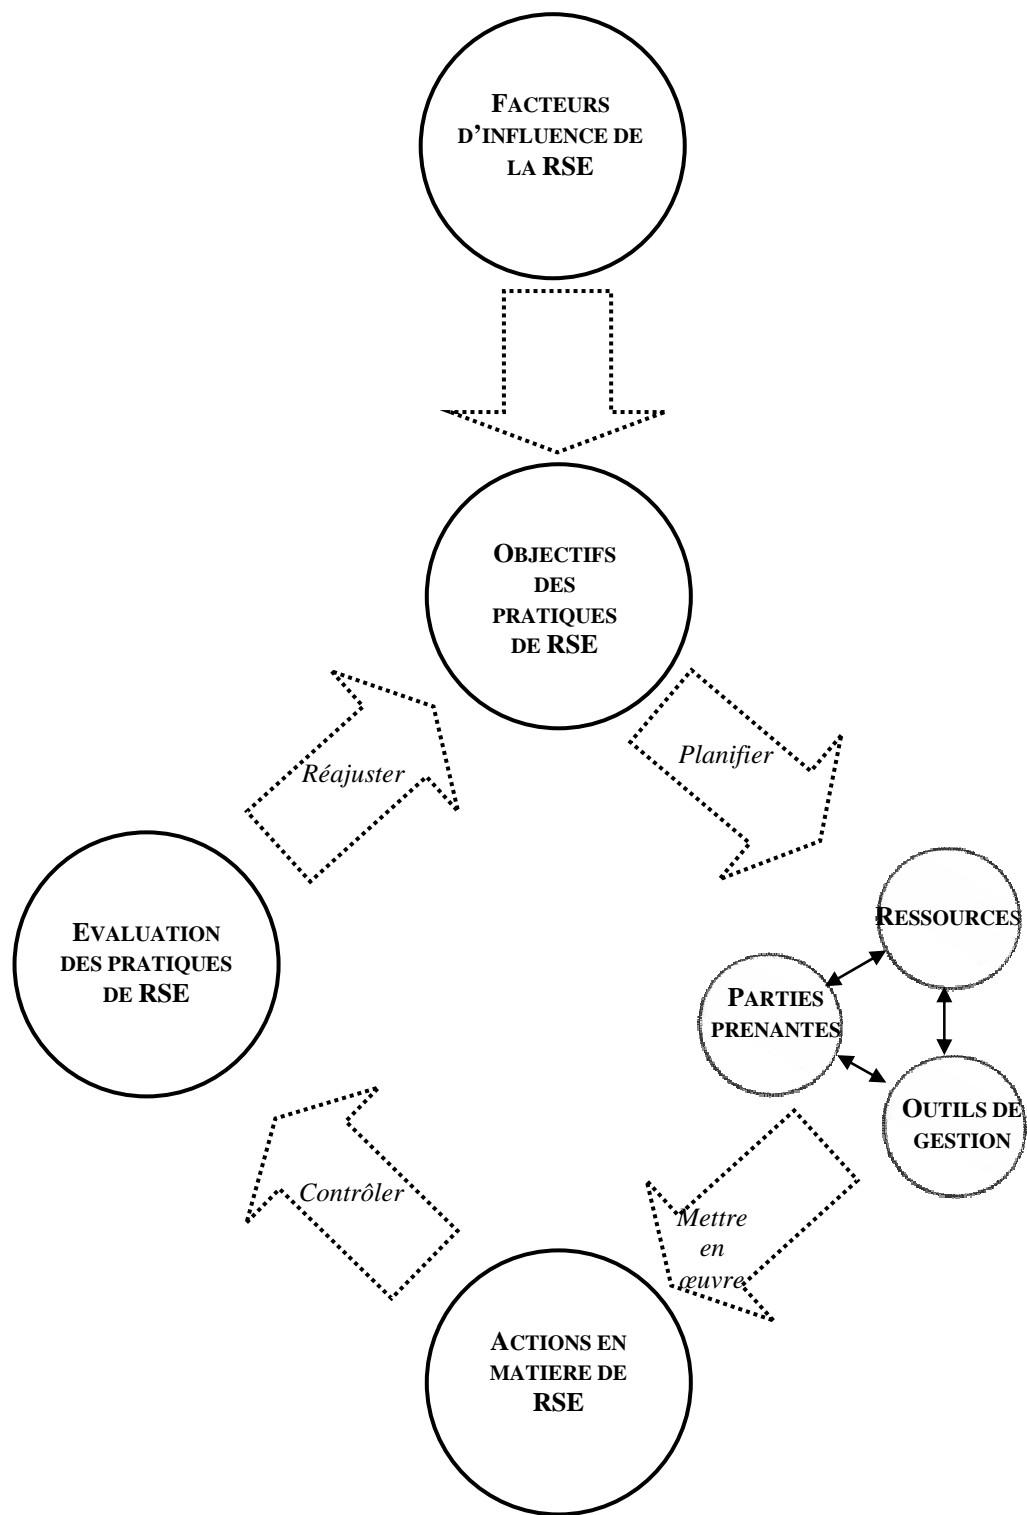 FACTEURS
D'INFLUENCE DE
LA RSE
OBJECTIFS
DES
PRATIQUES
DE RSE
Réajuster
Planifier
RESSOURCES
EVALUATION
DES PRATIQUES
DE RSE
PARTIES
PRENANTES
OUTILS DE
GESTION
Contrôler
Mettre
en
œuvre
ACTIONS EN
MATIERE DE
RSE